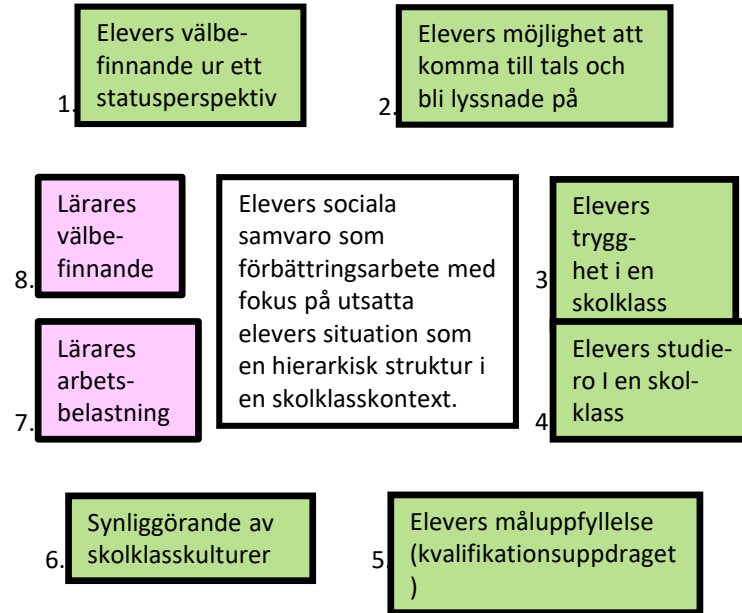 Elevers välbe-
finnande ur ett
1. statusperspektiv
Elevers möjlighet att
komma till tals och
2. bli lyssnade på
Elevers
trygg-
3 het i en
skolklass
Elevers studie-
ro I en skol-
4 klass
Elevers måluppfyllelse
5. (kvalifikationsuppdraget
)
Synliggörande av
6. skolklasskulturer
Lärares
arbets-
7. belastning
Lärares
välbe-
8. finnande
Elevers sociala
samvaro som
förbättringsarbete med
fokus på utsatta
elevers situation som
en hierarkisk struktur i
en skolklasskontext.